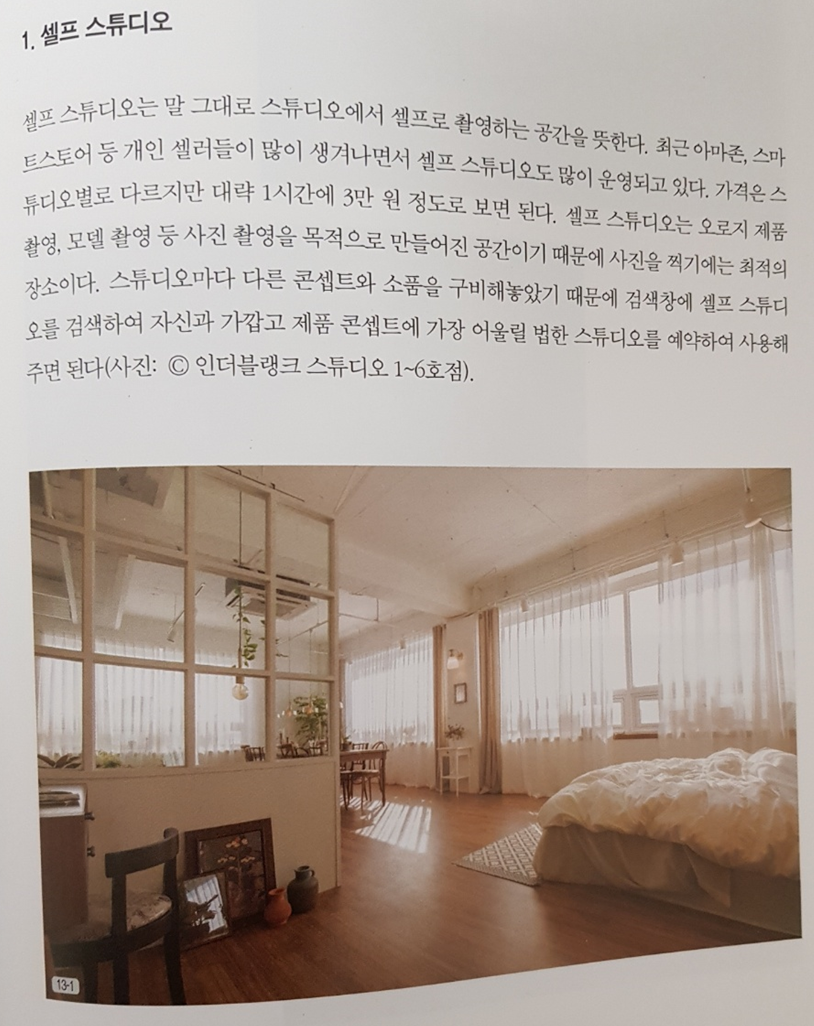 1. 셀프 스튜디오
셀프 스튜디오는 말 그대로 스튜디오에서 셀프로 촬영하는 공간을 뜻한다. 최근 아마존, 스마
트스토어 등 개인 셀러들이 많이 생겨나면서 셀프 스튜디오도 많이 운영되고 있다. 가격은 스
튜디오별로 다르지만 대략 1시간에 3만 원 정도로 보면 된다. 셀프 스튜디오는 오로지 제품
촬영, 모델 촬영 등 사진 촬영을 목적으로 만들어진 공간이기 때문에 사진을 찍기에는 최적의
장소이다. 스튜디오마다 다른 콘셉트와 소품을 구비해놓았기 때문에 검색창에 셀프 스튜디
오를 검색하여 자신과 가깝고 제품 콘셉트에 가장 어울릴 법한 스튜디오를 예약하여 사용해
주면 된다(사진: ⓒ 인더블랭크 스튜디오 1~6호점).
13-1